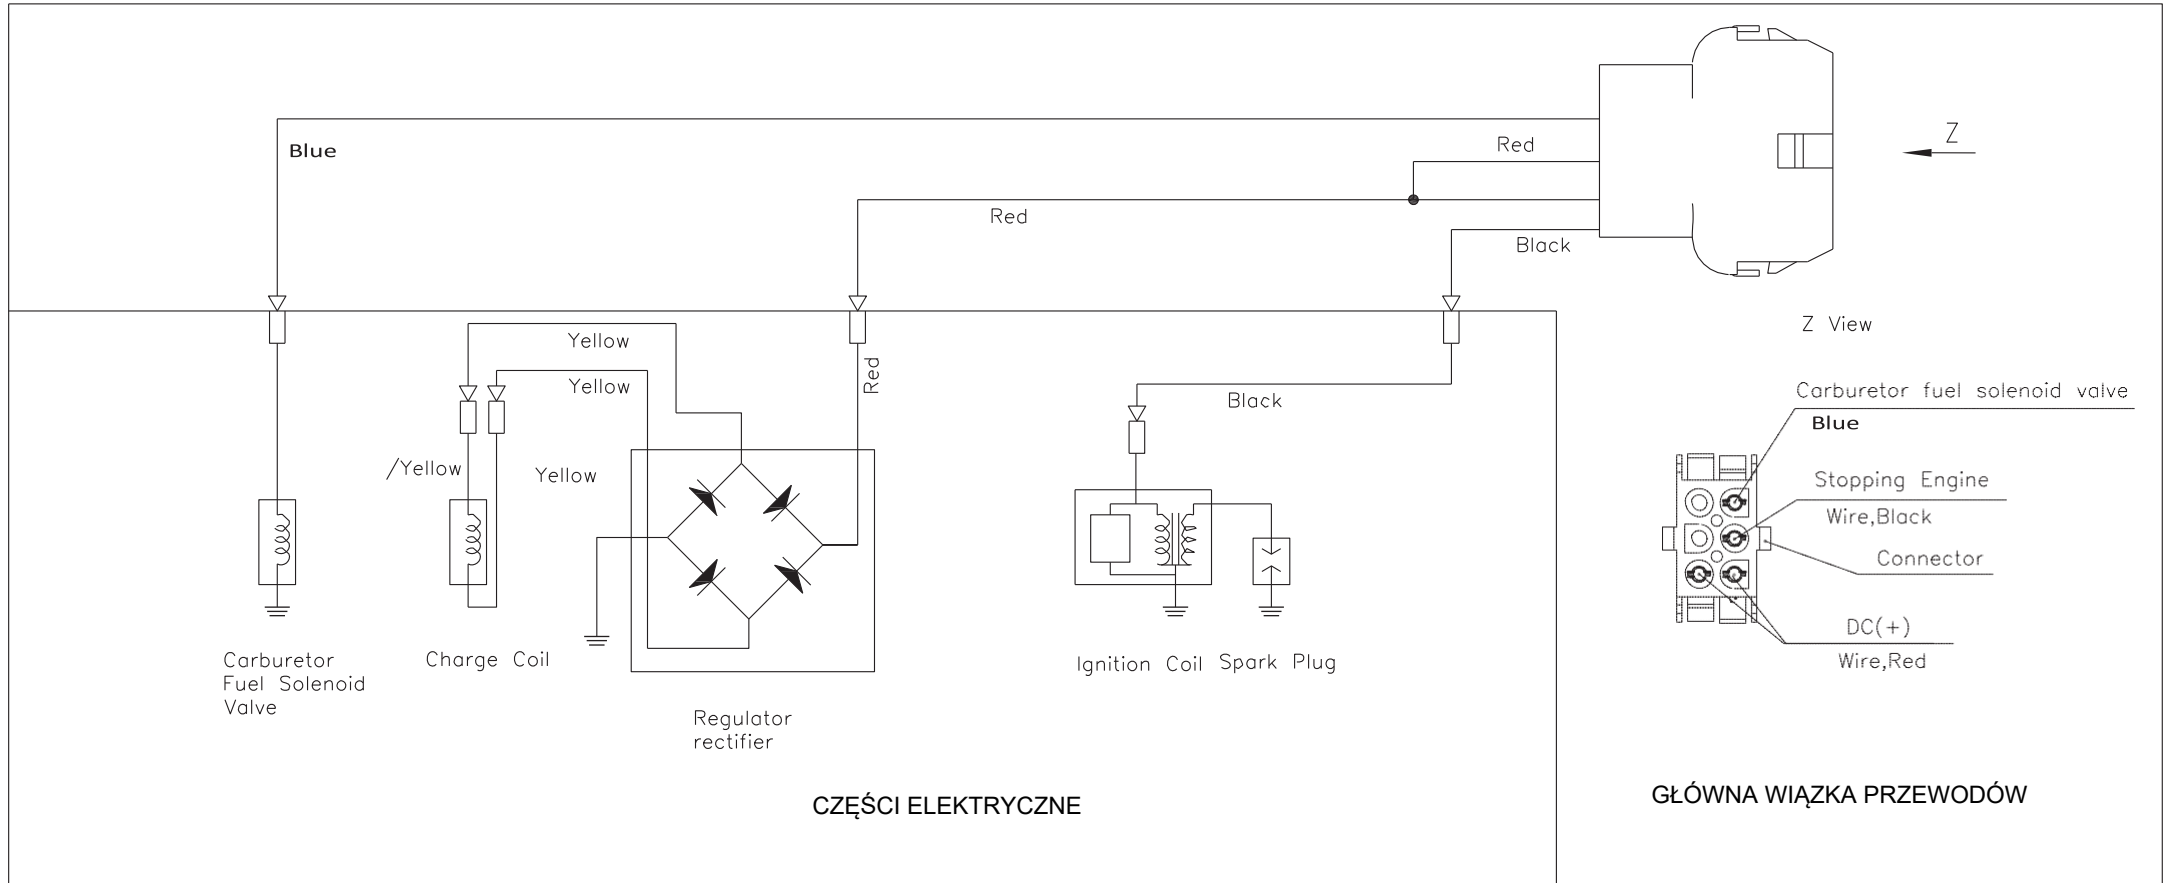 Blue
Red
Z
Red
Black
Z View
Yellow
Yellow
Red
Black
/Yellow
Yellow
Carburetor fuel solenoid valve
Blue
Stopping Engine
Wire,Black
Connector
DC(+)
Wire,Red
Carburetor
Fuel Solenoid
Valve
Charge Coil
Regulator
rectifier
Ignition Coil
Spark Plug
CZĘŚCI ELEKTRYCZNE
GŁÓWNA WIĄZKA PRZEWODÓW